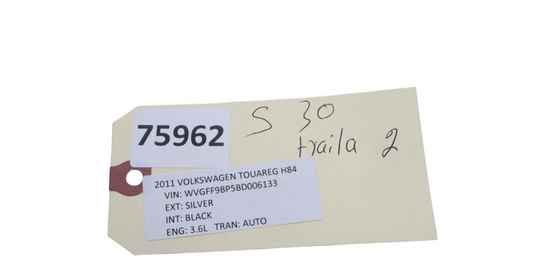 75962
S 30
traila 2
2011 VOLKSWAGEN TOUAREG H84
VIN: WVGFF9BP5BD006133
EXT: SILVER
INT: BLACK
ENG: 3.6L TRAN: AUTO